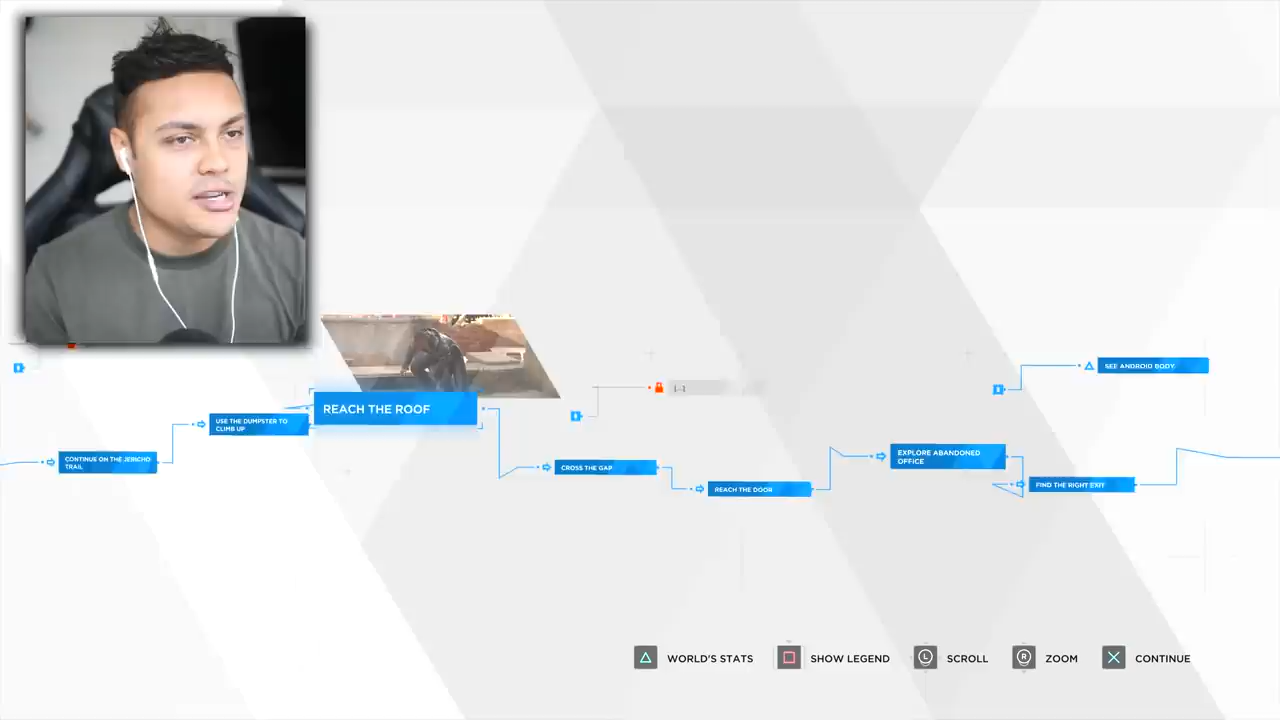 SEE ANDROID BODY
REACH THE ROOF
[...]
USE THE DUMPSTER TO
CLIMB UP
CONTINUE ON THE JERICHO
TRAIL
CROSS THE GAP
REACH THE DOOR
EXPLORE ABANDONED
OFFICE
FIND THE RIGHT EXIT
WORLD'S STATS
SHOW LEGEND
L SCROLL
R ZOOM
CONTINUE